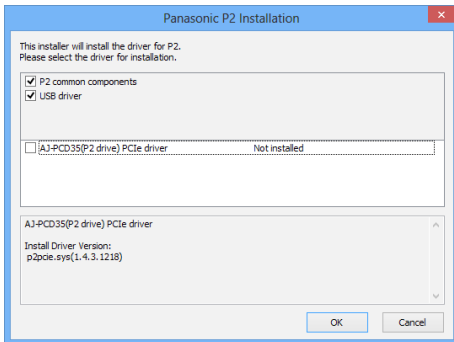 Panasonic P2 Installation
This installer will install the driver for P2.
Please select the driver for installation.
P2 common components
USB driver
AJ-PCD35(P2 drive) PCIe driver Not installed
AJ-PCD35(P2 drive) PCIe driver
Install Driver Version:
p2pcie.sys(1.4.3.1218)
OK Cancel